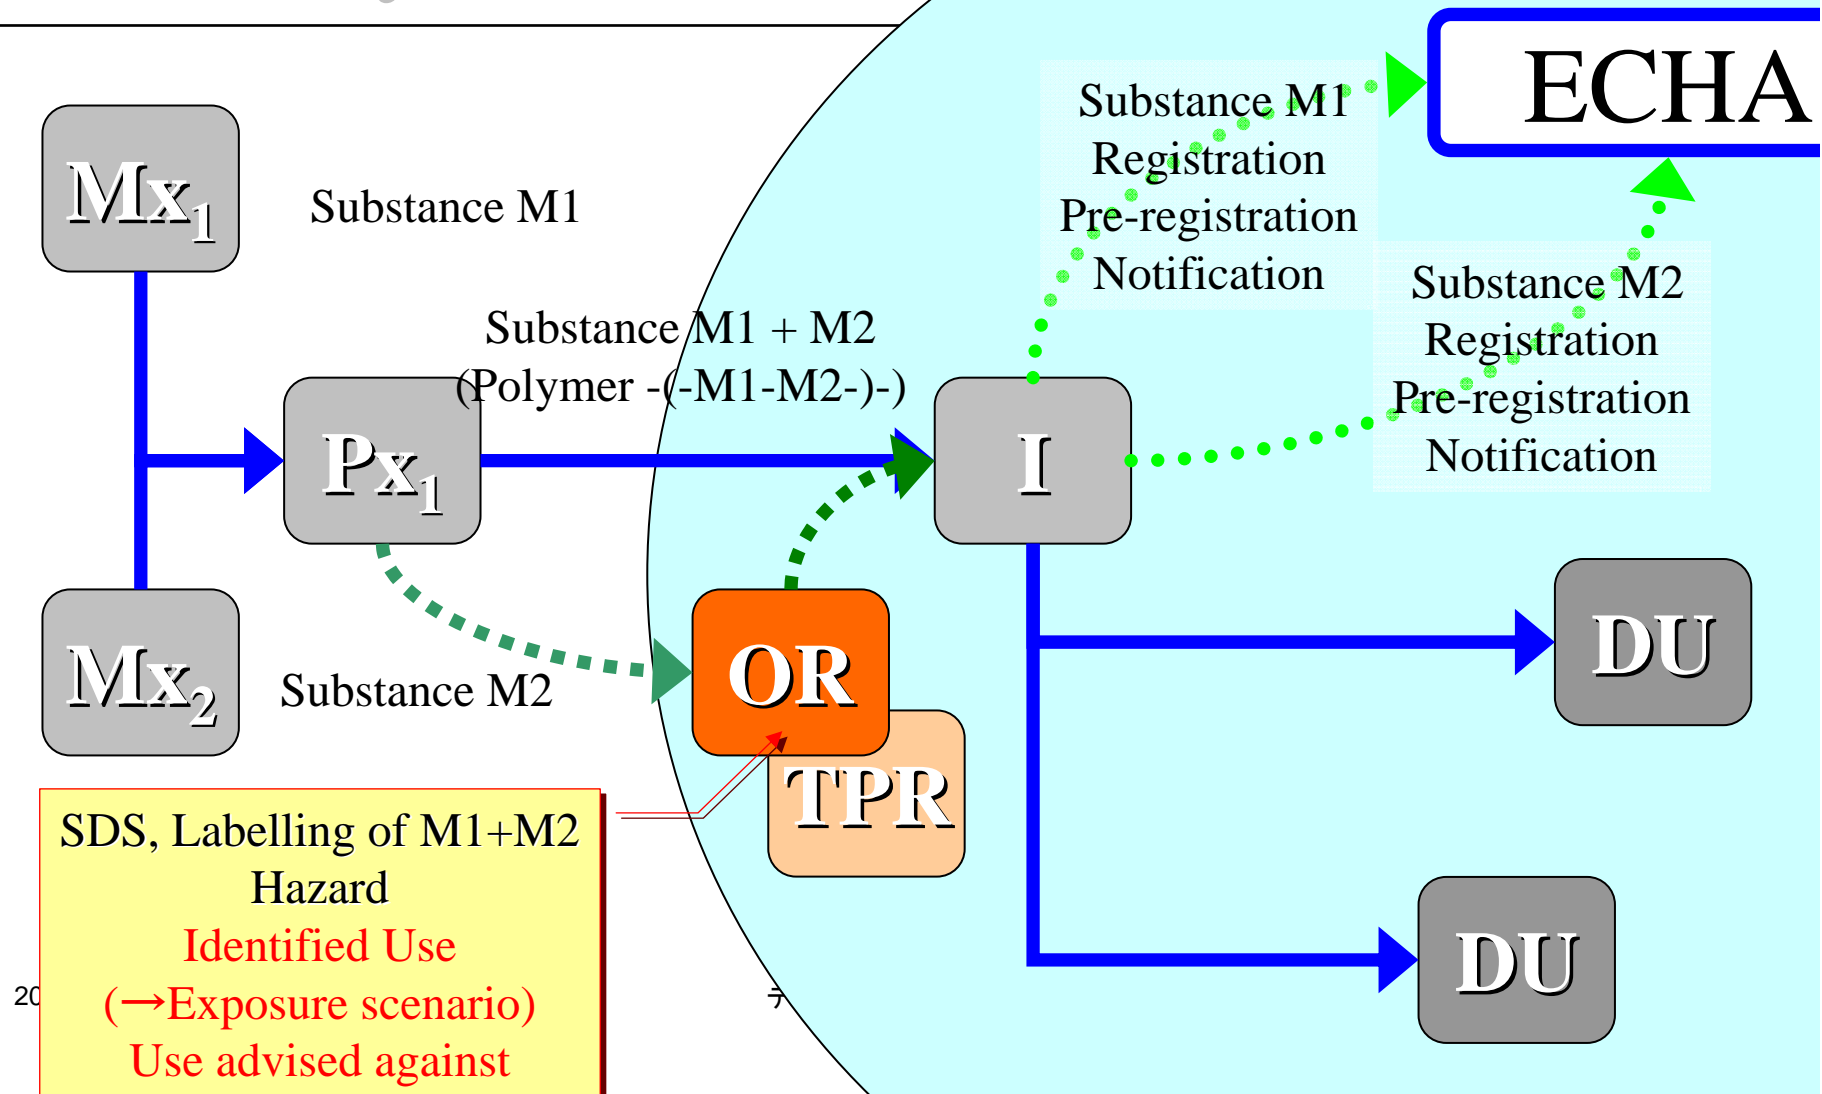 ECHA
Substance M1
Registration
Pre-registration
Notification
Mx1
Substance M1
Substance M2
Registration
Pre-registration
Notification
Substance M1 + M2
(Polymer -(-M1-M2-)-)
Px1
I
Mx2
Substance M2
OR
TPR
DU
DU
SDS, Labelling of M1+M2
Hazard
Identified Use
(→Exposure scenario)
Use advised against
20